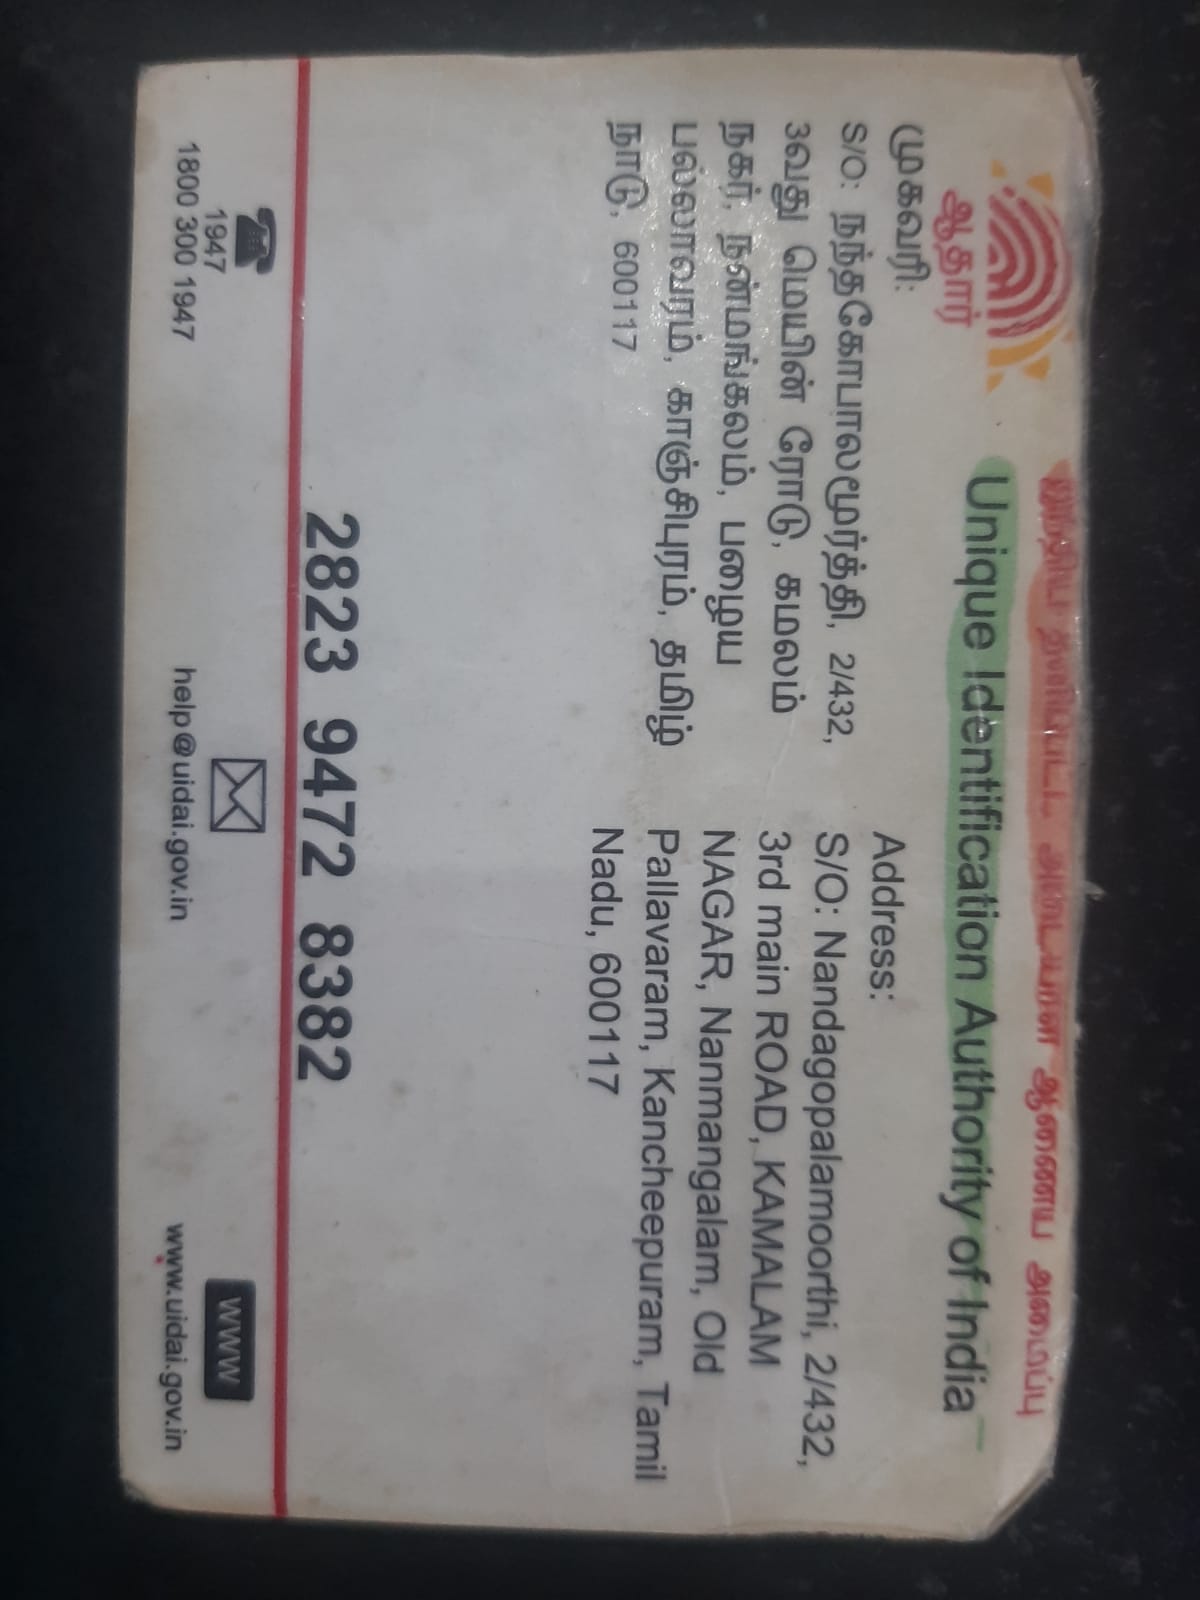 இந்திய தனிப்பட்ட அடையாள ஆணைய அமைப்பு
Unique Identification Authority of India
ஆதார்
முகவரி:
S/O: நந்தகோபாலமூர்த்தி, 2/432,
3வது மெயின் ரோடு, கமலம்
நகர், நன்மங்கலம், பழைய
பல்லாவரம், காஞ்சிபுரம், தமிழ்
நாடு, 600117
Address:
S/O: Nandagopalamoorthi, 2/432,
3rd main ROAD, KAMALAM
NAGAR, Nanmangalam, Old
Pallavaram, Kancheepuram, Tamil
Nadu, 600117
2823 9472 8382
1947
1800 300 1947
help@uidai.gov.in
WWW
www.uidai.gov.in